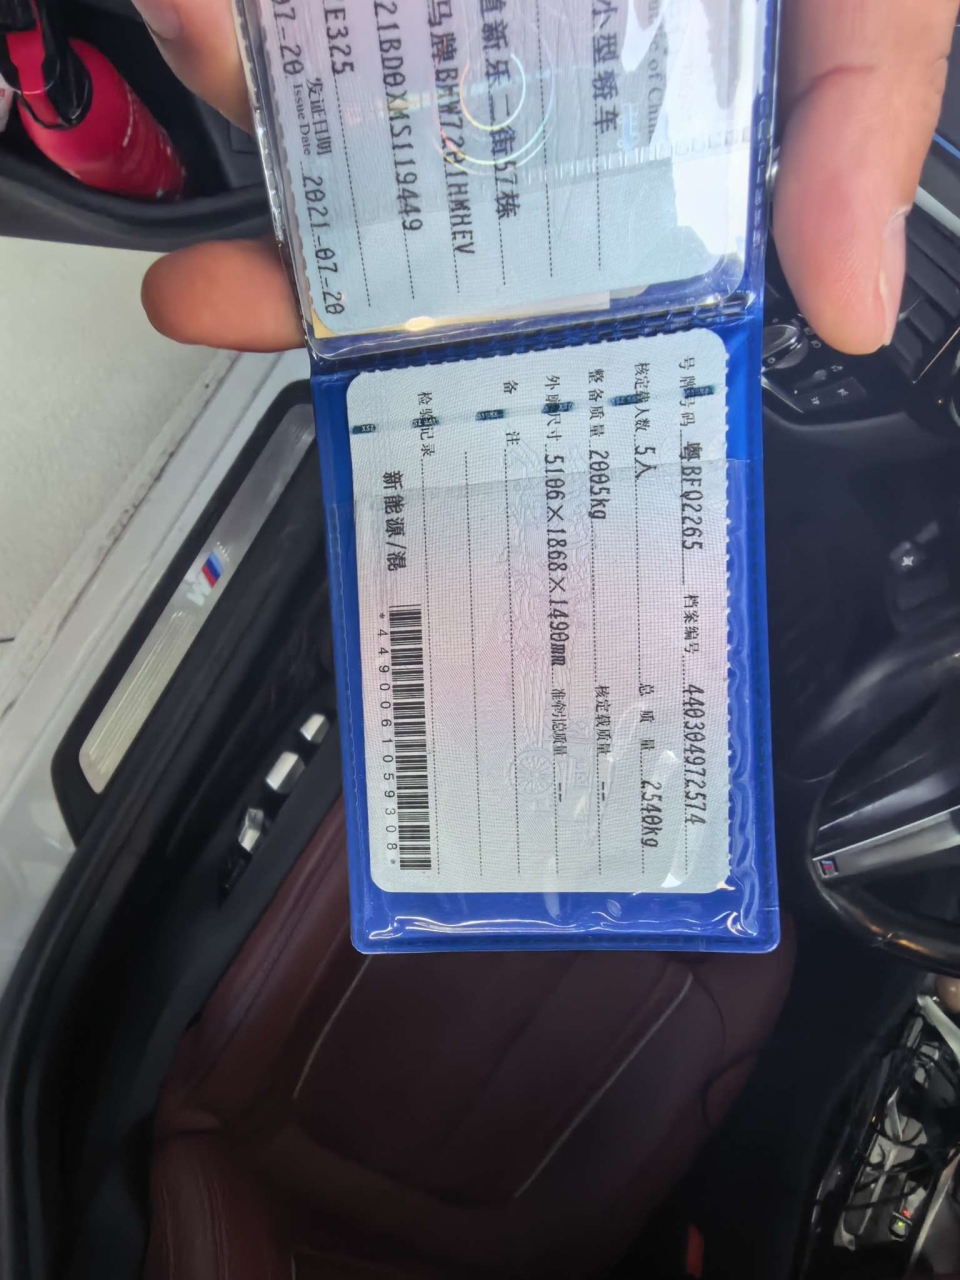 of Chin
小型轿车
新乐二街57栋
马牌BMW7201HMHEV
21BD0XMS119449
E325
07-20 发证日期 2021-07-20
Issue Date
号牌号码 粤BFQ2265 档案编号 440304972574
核定载人数 5人 总质量 2540kg
整备质量 2005kg 核定载质量 --
外廓尺寸 5106×1868×1490mm 准牵引总质量 --
备注
检验记录
新能源/混
*4490061059308*